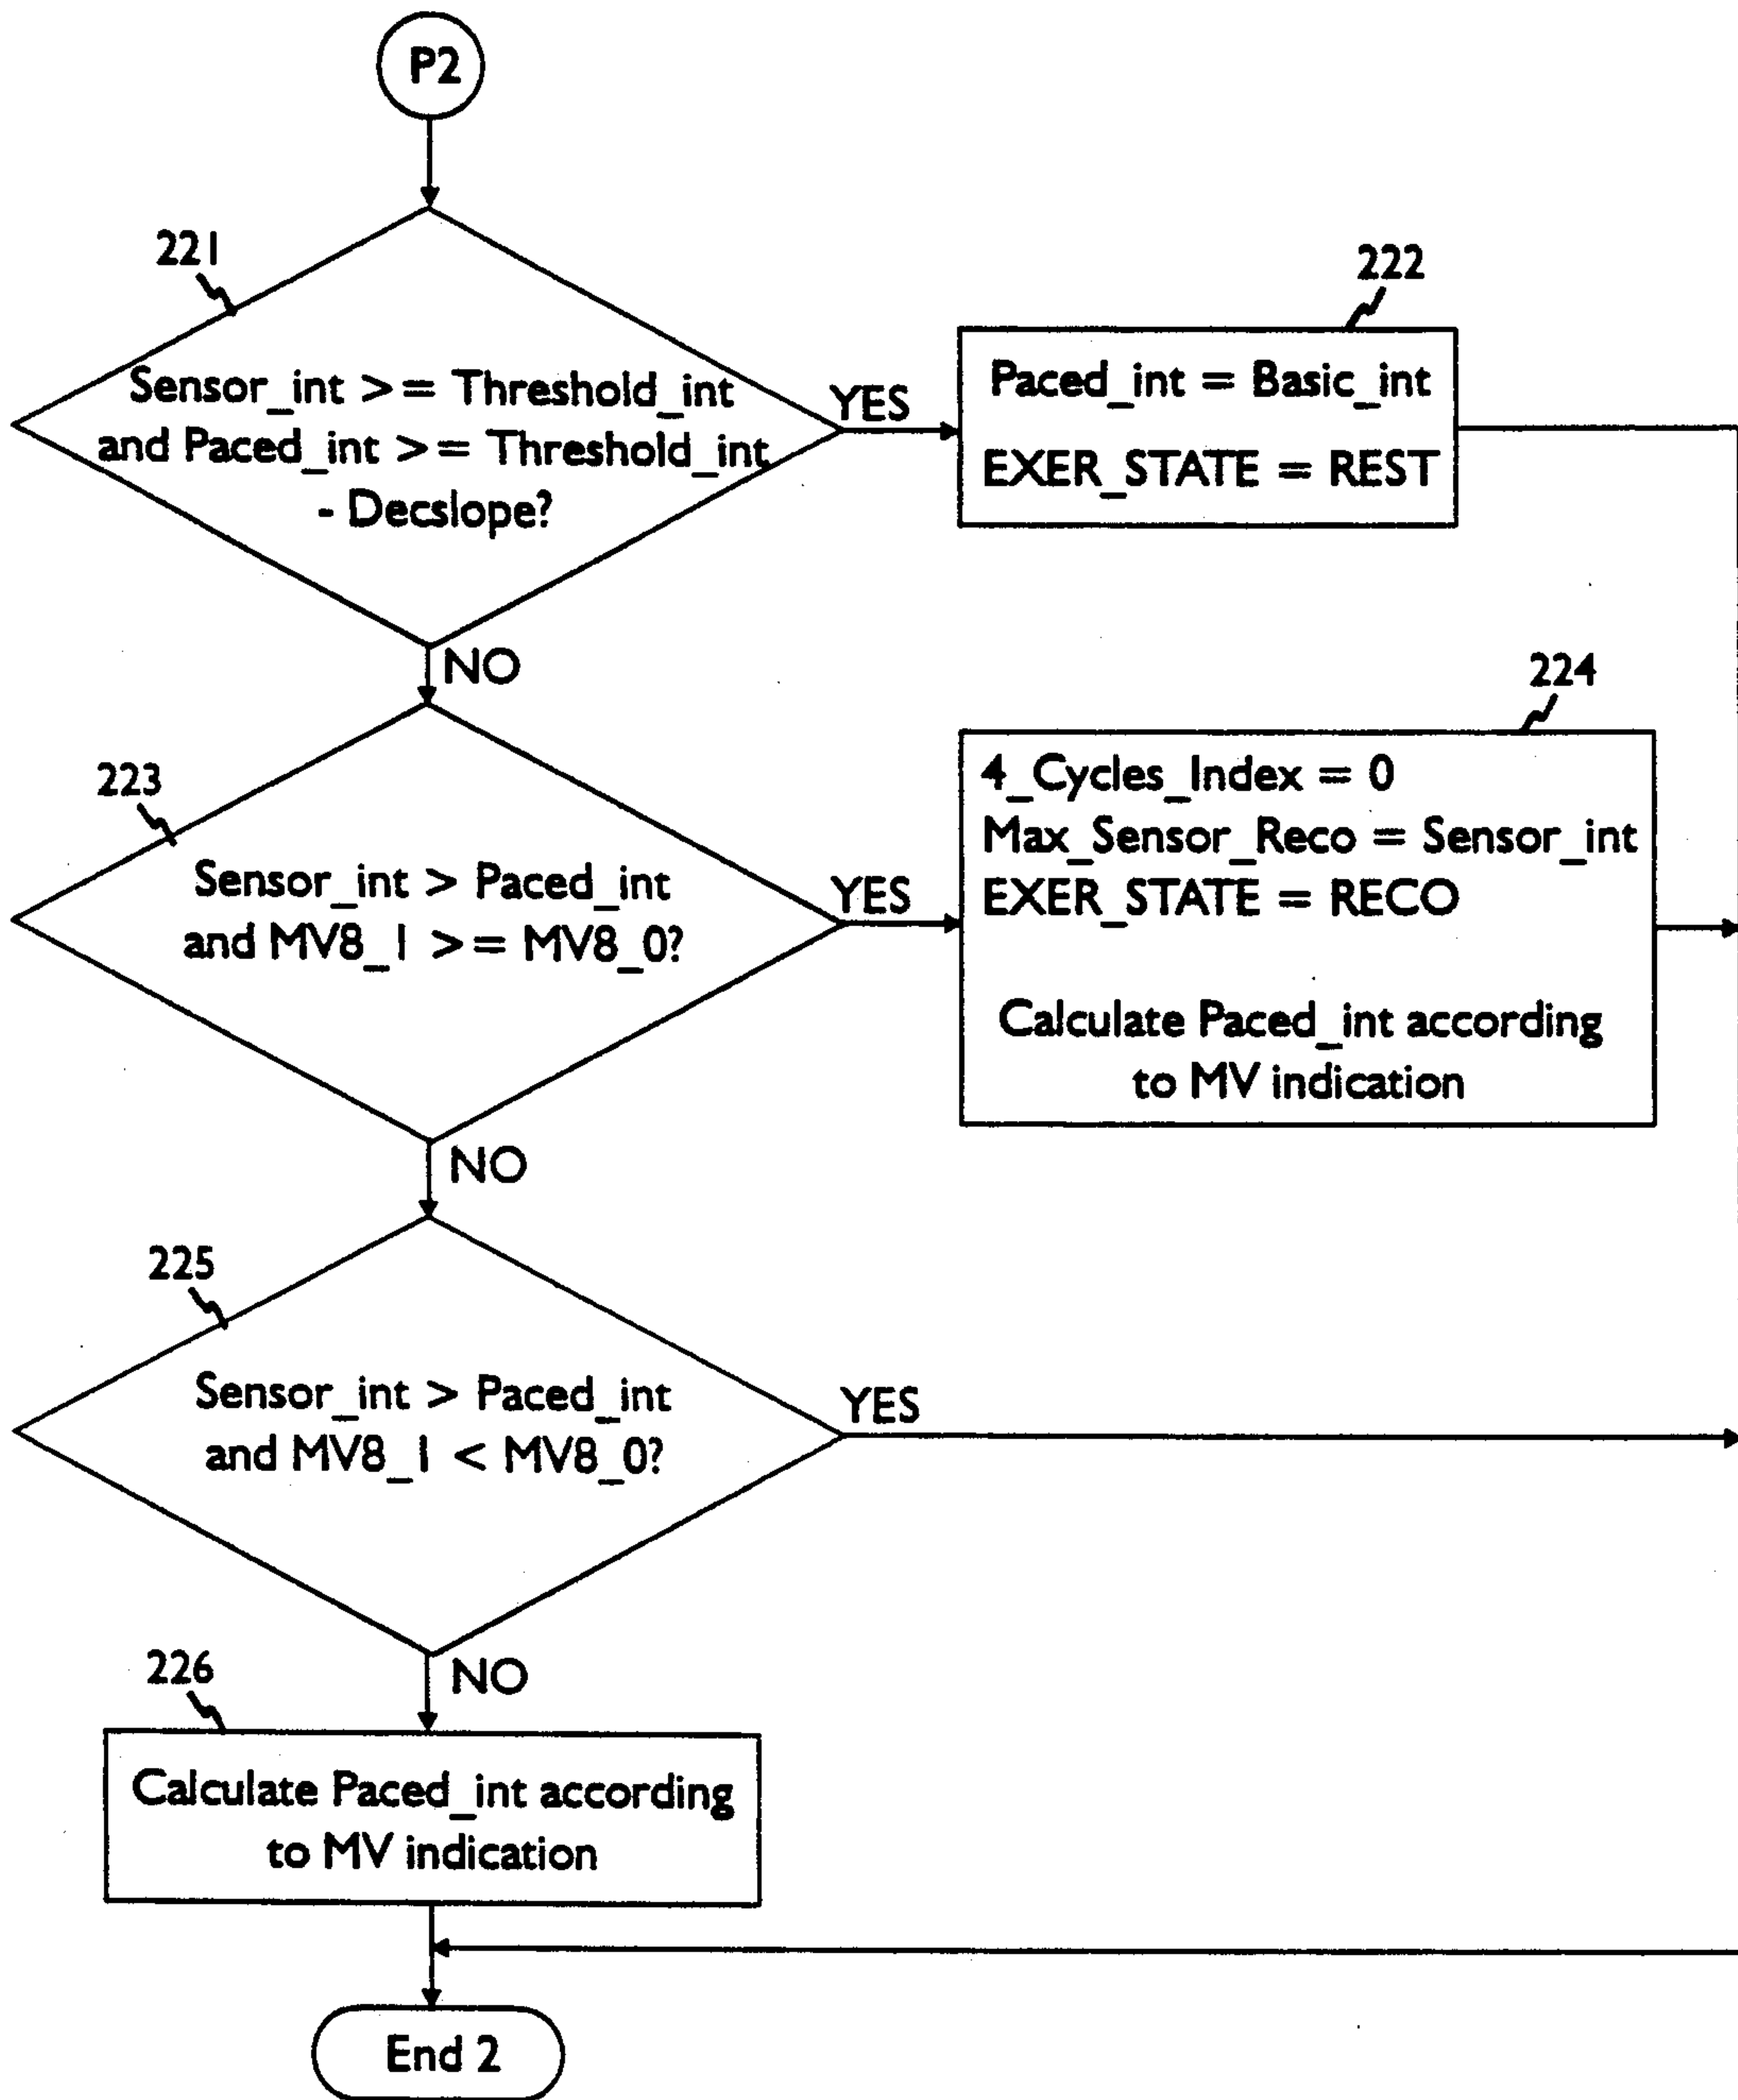 P2
221
Sensor_int >= Threshold_int
and Paced_int >= Threshold_int
- Decslope?
YES
222
Paced_int = Basic_int
EXER_STATE = REST
NO
223
Sensor_int > Paced_int
and MV8_1 >= MV8_0?
YES
224
4_Cycles_Index = 0
Max_Sensor_Reco = Sensor_int
EXER_STATE = RECO
Calculate Paced_int according
to MV indication
NO
225
Sensor_int > Paced_int
and MV8_1 < MV8_0?
YES
NO
226
Calculate Paced_int according
to MV indication
End 2